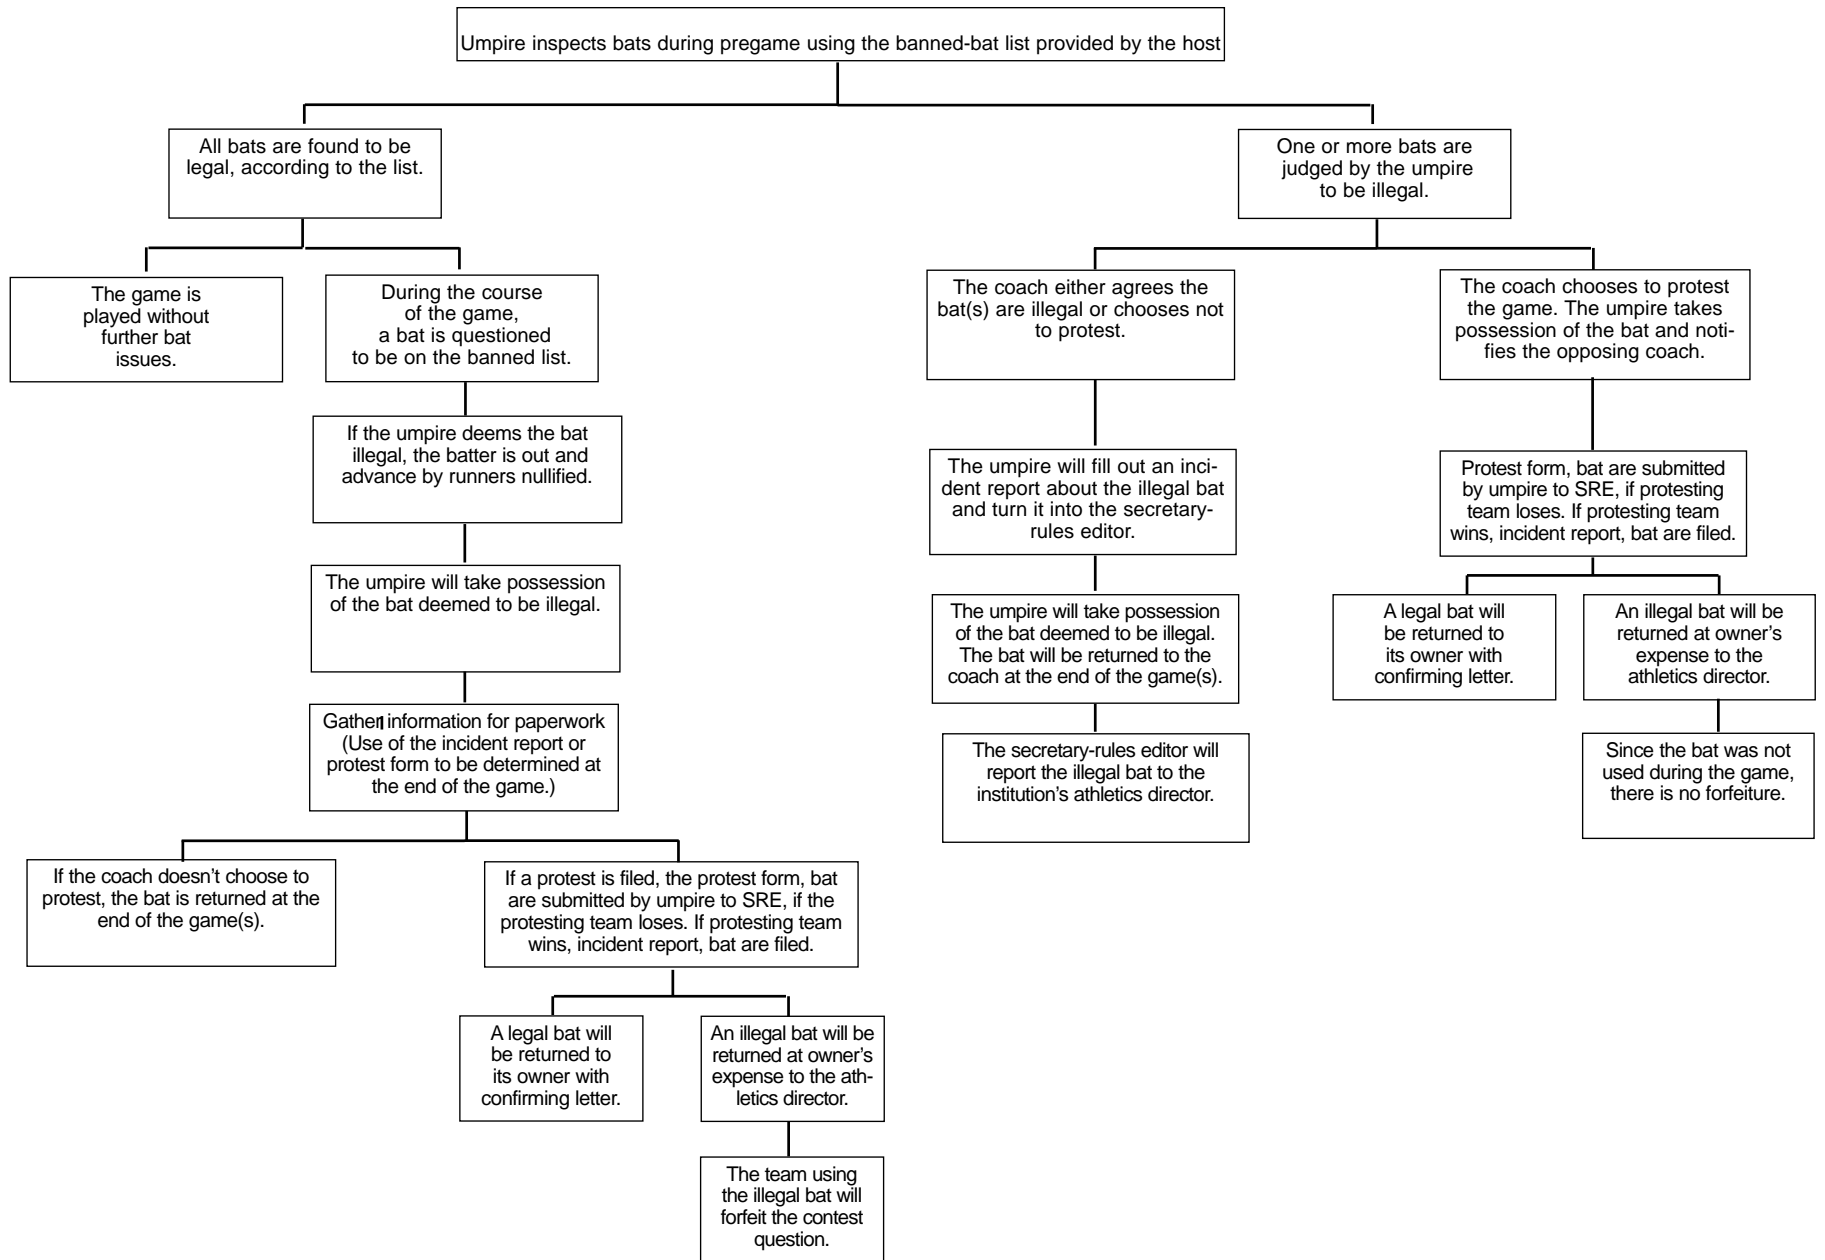 Umpire inspects bats during pregame using the banned-bat list provided by the host
All bats are found to be
legal, according to the list.
One or more bats are
judged by the umpire
to be illegal.
The game is
played without
further bat
issues.
During the course
of the game,
a bat is questioned
to be on the banned list.
The coach either agrees the
bat(s) are illegal or chooses not
to protest.
The coach chooses to protest
the game. The umpire takes
possession of the bat and noti-
fies the opposing coach.
If the umpire deems the bat
illegal, the batter is out and
advance by runners nullified.
The umpire will fill out an inci-
dent report about the illegal bat
and turn it into the secretary-
rules editor.
Protest form, bat are submitted
by umpire to SRE, if protesting
team loses. If protesting team
wins, incident report, bat are filed.
The umpire will take possession
of the bat deemed to be illegal.
The umpire will take possession
of the bat deemed to be illegal.
The bat will be returned to the
coach at the end of the game(s).
A legal bat will
be returned to
its owner with
confirming letter.
An illegal bat will be
returned at owner's
expense to the
athletics director.
Gather information for paperwork
(Use of the incident report or
protest form to be determined at
the end of the game.)
The secretary-rules editor will
report the illegal bat to the
institution's athletics director.
Since the bat was not
used during the game,
there is no forfeiture.
If the coach doesn't choose to
protest, the bat is returned at the
end of the game(s).
If a protest is filed, the protest form, bat
are submitted by umpire to SRE, if the
protesting team loses. If protesting team
wins, incident report, bat are filed.
A legal bat will
be returned to
its owner with
confirming letter.
An illegal bat will be
returned at owner's
expense to the ath-
letics director.
The team using
the illegal bat will
forfeit the contest
question.